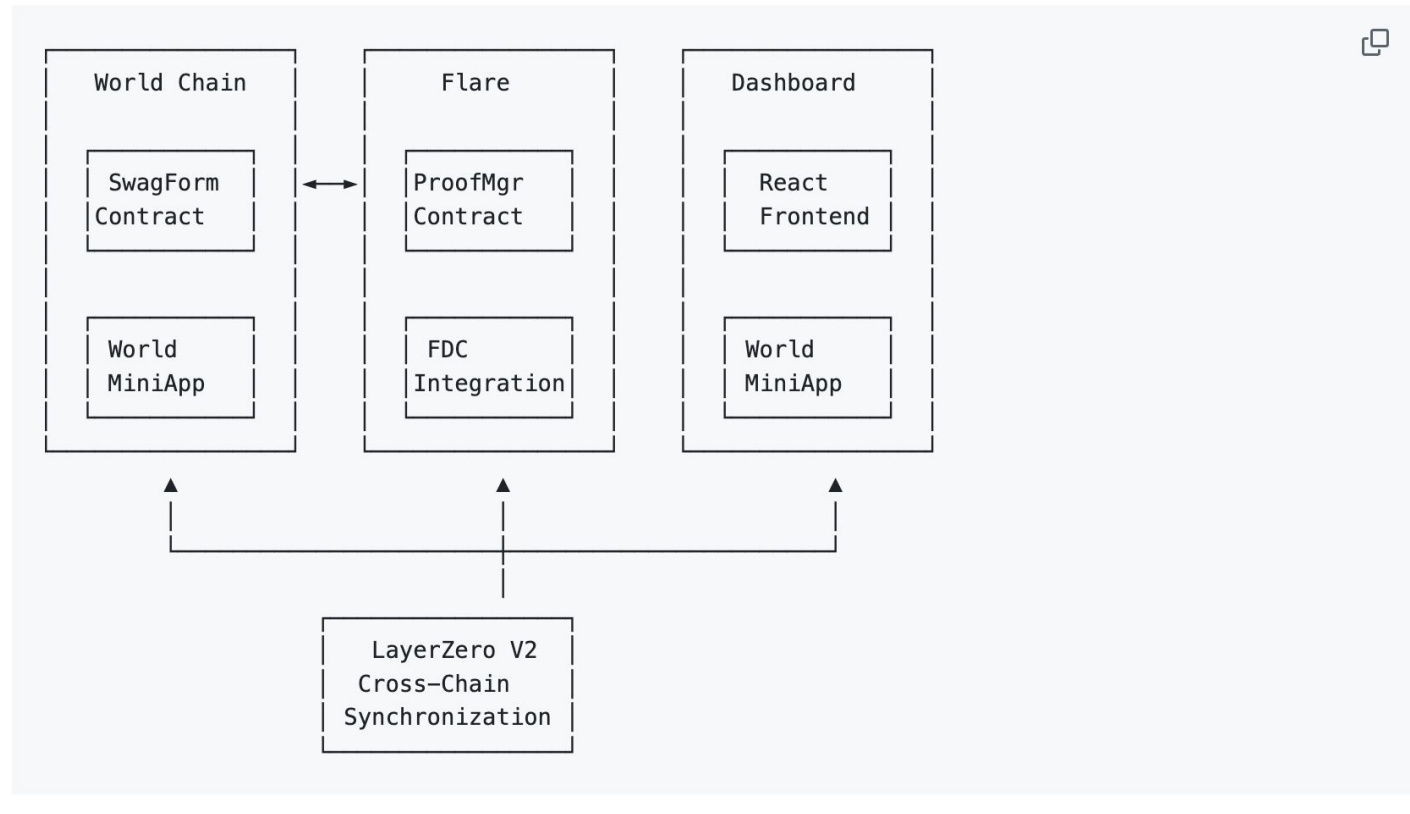 World Chain
Flare
Dashboard
SwagForm
Contract
ProofMgr
Contract
React
Frontend
World
MiniApp
FDC
Integration
World
MiniApp
LayerZero V2
Cross-Chain
Synchronization